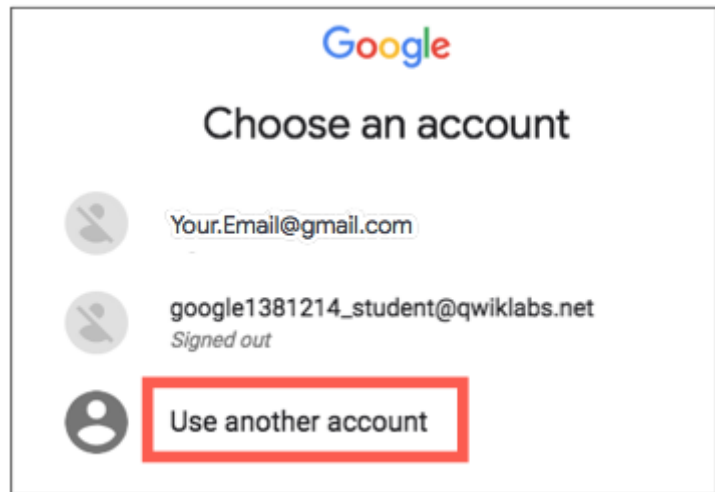 Google
Choose an account
Your.Email@gmail.com
google1381214_student@qwiklabs.net
Signed out
Use another account